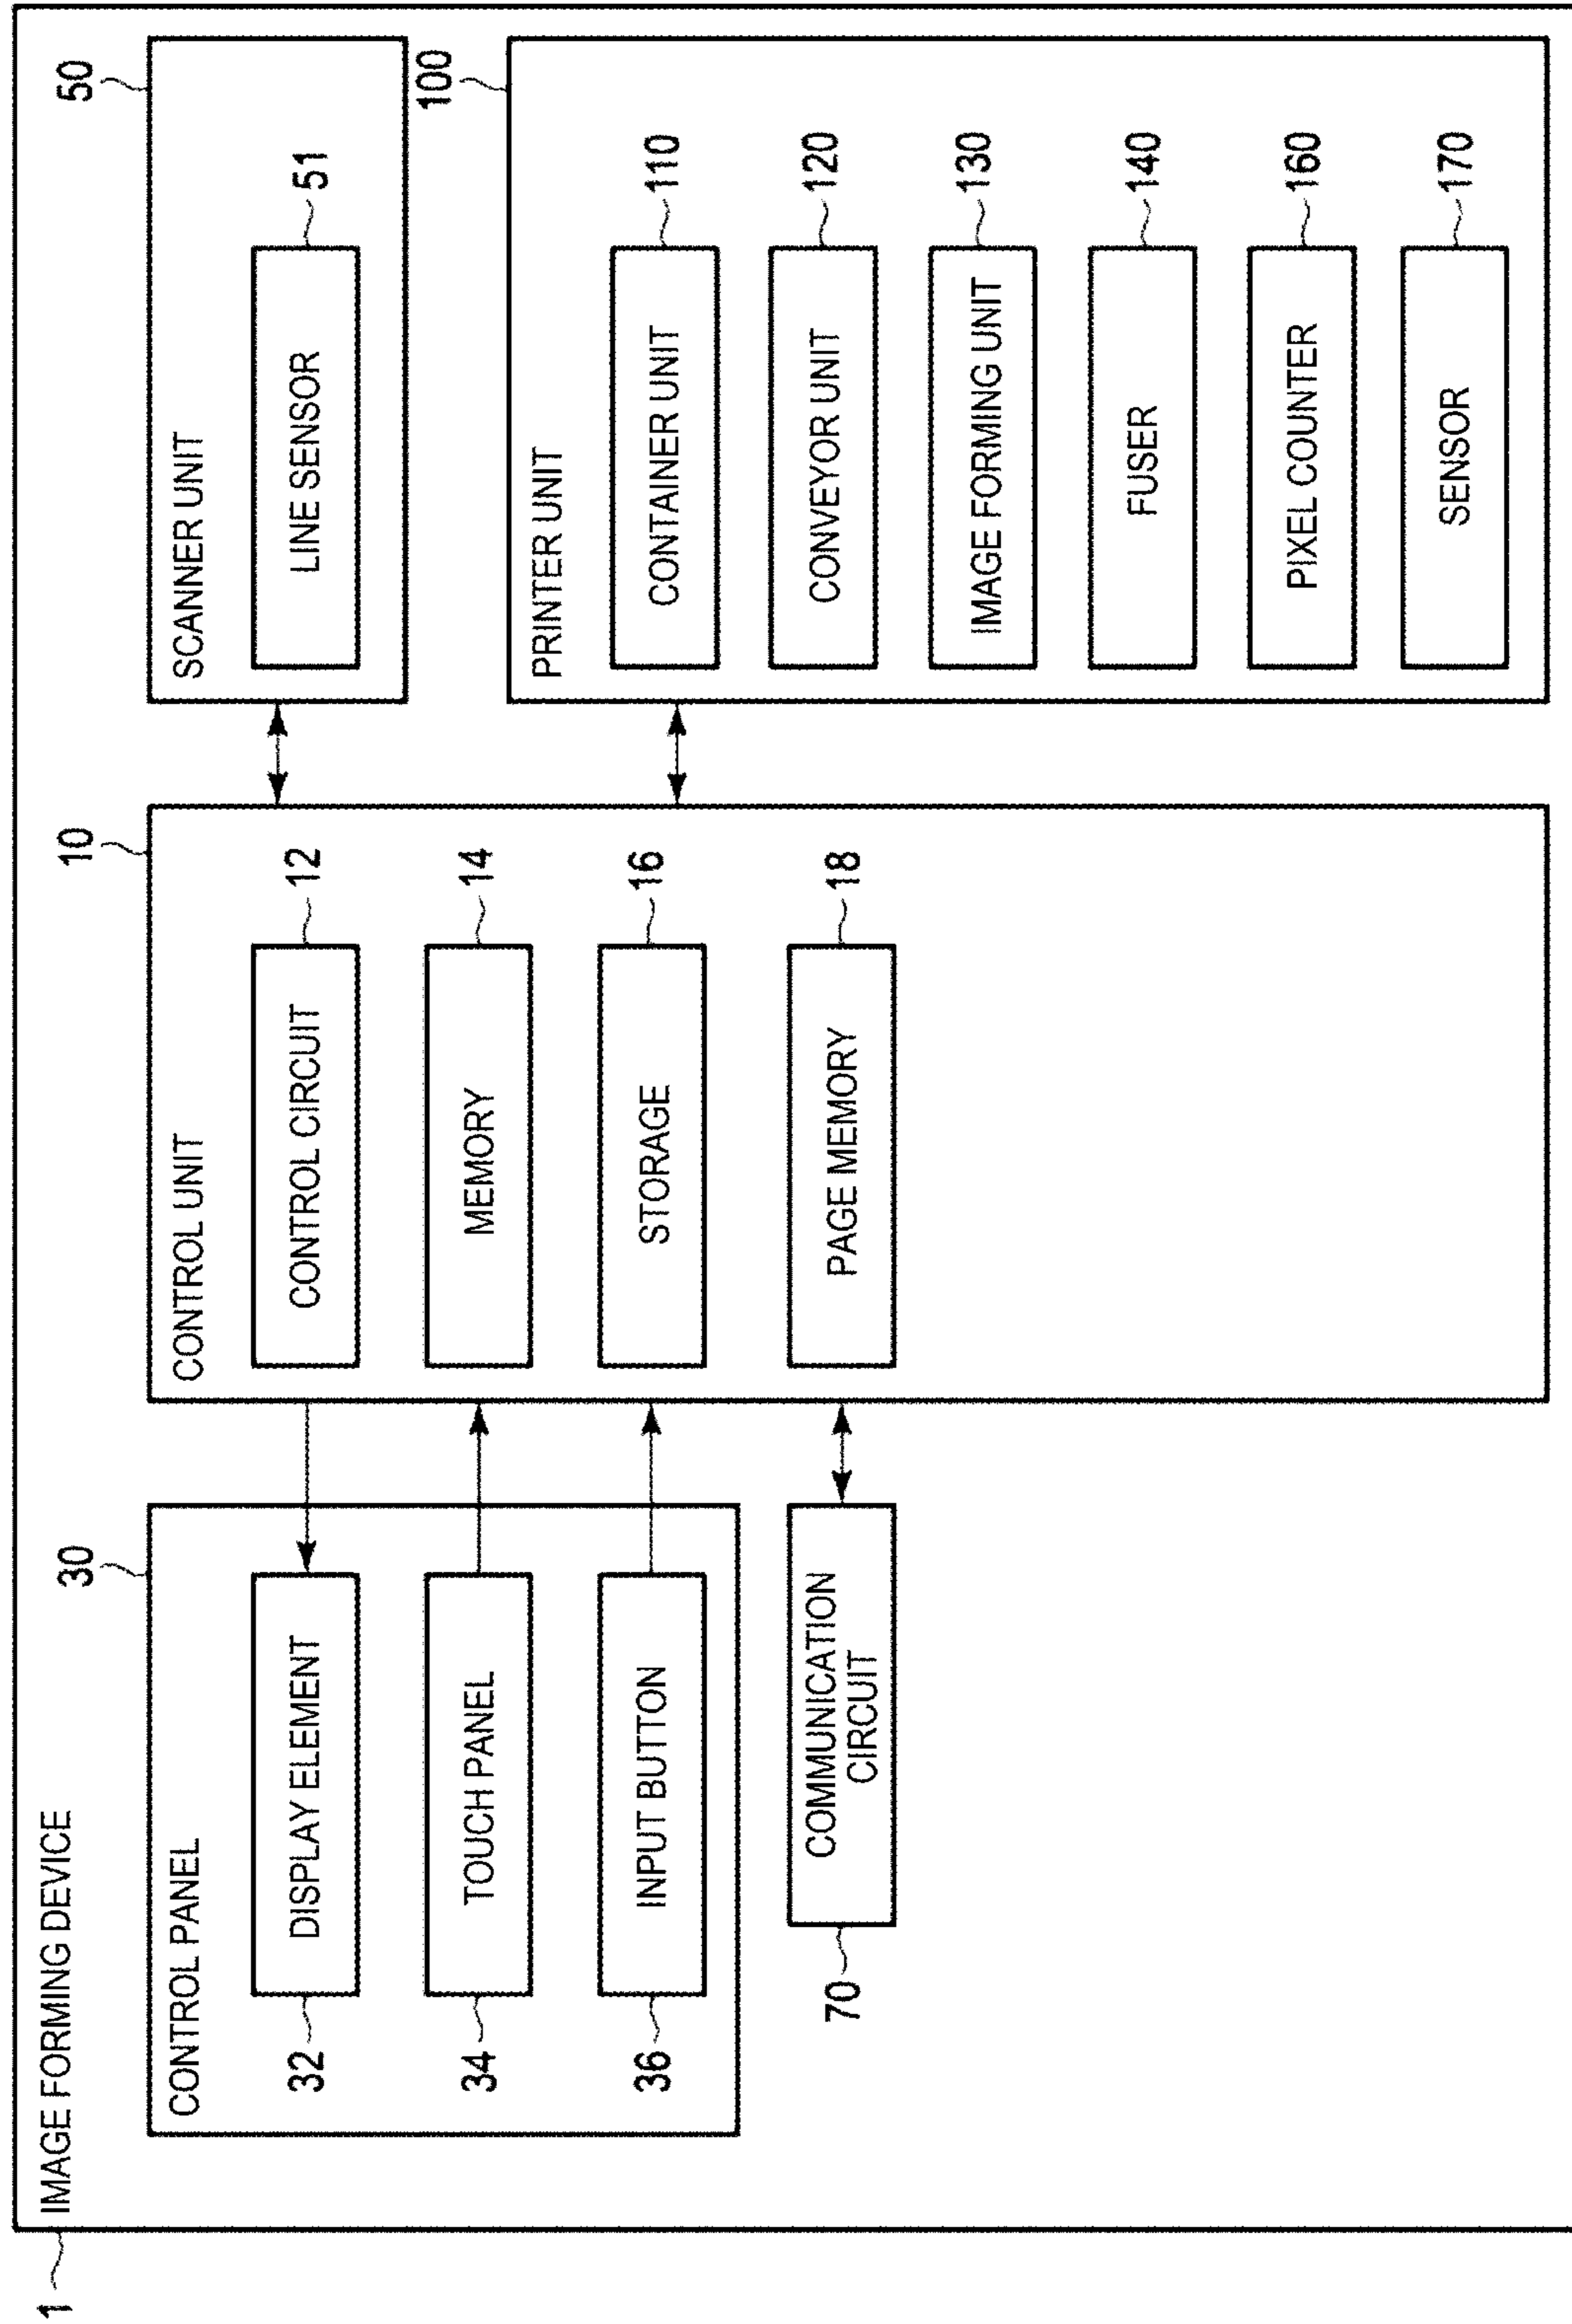 1
IMAGE FORMING DEVICE
30
CONTROL PANEL
32
DISPLAY ELEMENT
34
TOUCH PANEL
36
INPUT BUTTON
70
COMMUNICATION
CIRCUIT
10
CONTROL UNIT
CONTROL CIRCUIT
12
MEMORY
14
STORAGE
16
PAGE MEMORY
18
50
SCANNER UNIT
LINE SENSOR
51
100
PRINTER UNIT
CONTAINER UNIT
110
CONVEYOR UNIT
120
IMAGE FORMING UNIT
130
FUSER
140
PIXEL COUNTER
160
SENSOR
170